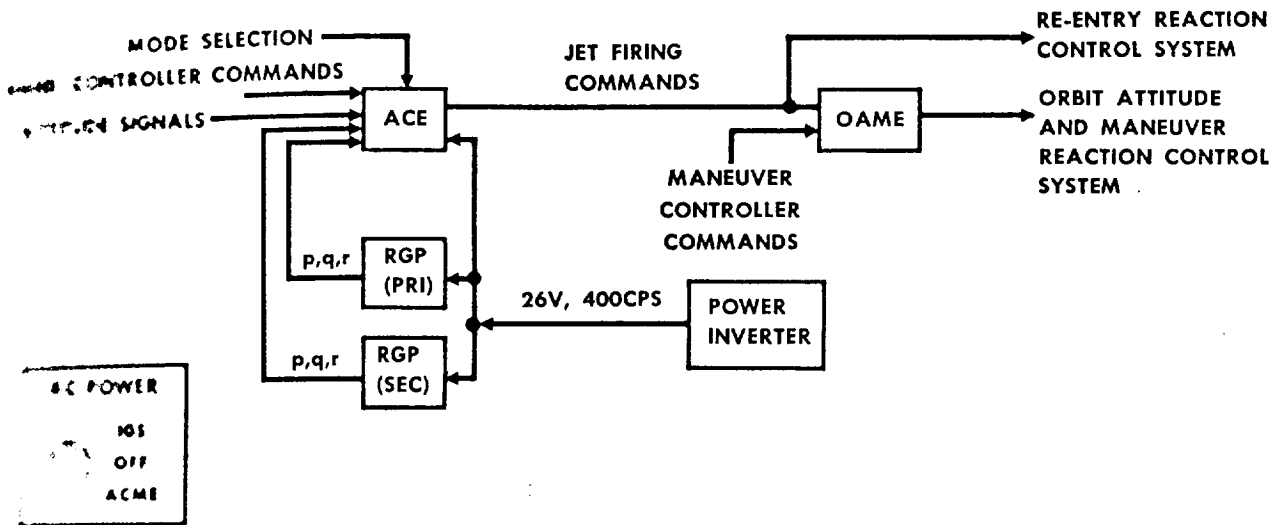 MODE SELECTION
CONTROLLER COMMANDS
SIGNALS
ACE
JET FIRING
COMMANDS
RE-ENTRY REACTION
CONTROL SYSTEM
OAME
ORBIT ATTITUDE
AND MANEUVER
REACTION CONTROL
SYSTEM
MANEUVER
CONTROLLER
COMMANDS
p,q,r
RGP
(PRI)
26V, 400CPS
POWER
INVERTER
p,q,r
RGP
(SEC)
POWER
IGS
OFF
ACME